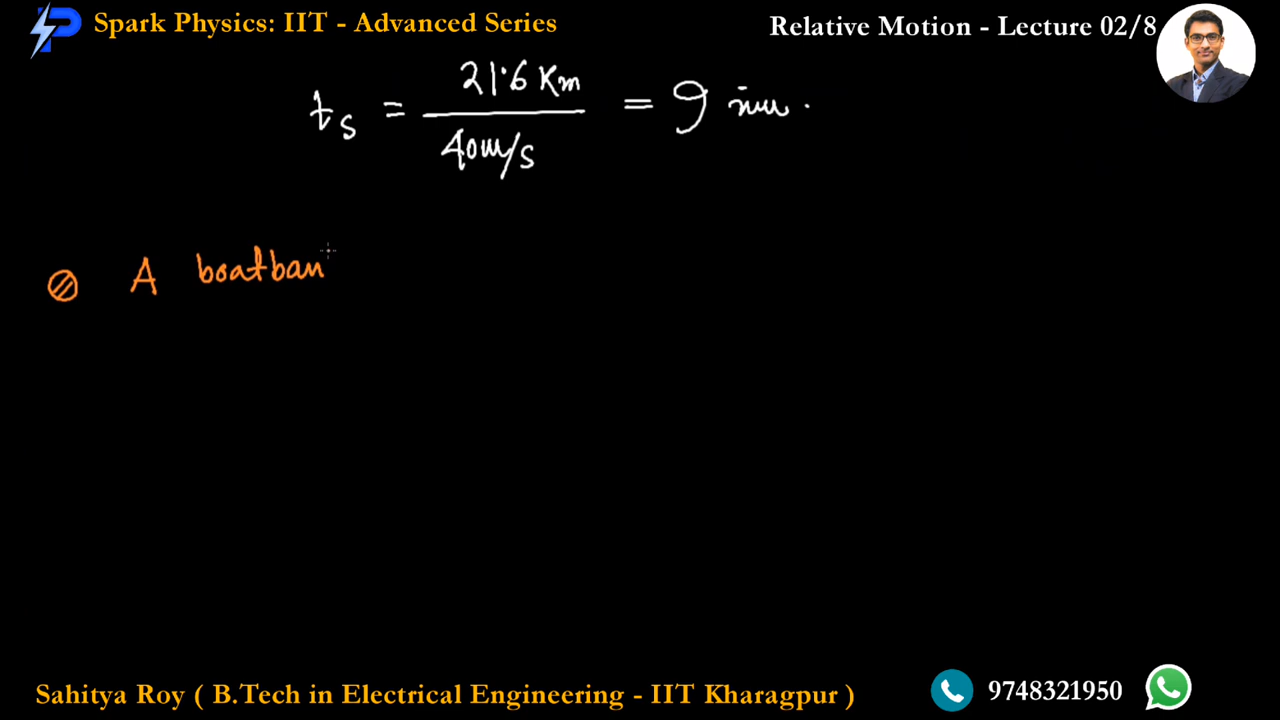 Spark Physics: IIT - Advanced Series
Relative Motion - Lecture 02/8
t_s = 21.6 Km / 40m/s = 9 min.
A boatban
Sahitya Roy ( B.Tech in Electrical Engineering - IIT Kharagpur )
9748321950